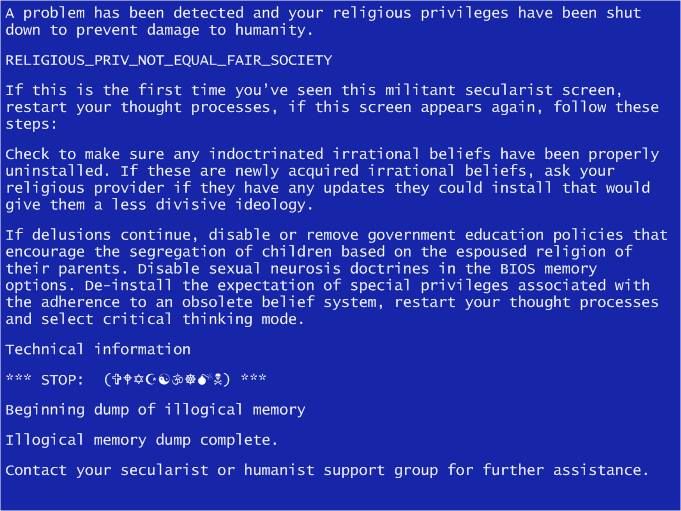 A problem has been detected and your religious privileges have been shut
down to prevent damage to humanity.
RELIGIOUS_PRIV_NOT_EQUAL_FAIR_SOCIETY
If this is the first time you've seen this militant secularist screen,
restart your thought processes, if this screen appears again, follow these
steps:
Check to make sure any indoctrinated irrational beliefs have been properly
uninstalled. If these are newly acquired irrational beliefs, ask your
religious provider if they have any updates they could install that would
give them a less divisive ideology.
If delusions continue, disable or remove government education policies that
encourage the segregation of children based on the espoused religion of
their parents. Disable sexual neurosis doctrines in the BIOS memory
options. De-install the expectation of special privileges associated with
the adherence to an obsolete belief system, restart your thought processes
and select critical thinking mode.
Technical information
*** STOP: (✞🕈✡☪☯ॐ☸💣☠) ***
Beginning dump of illogical memory
Illogical memory dump complete.
Contact your secularist or humanist support group for further assistance.